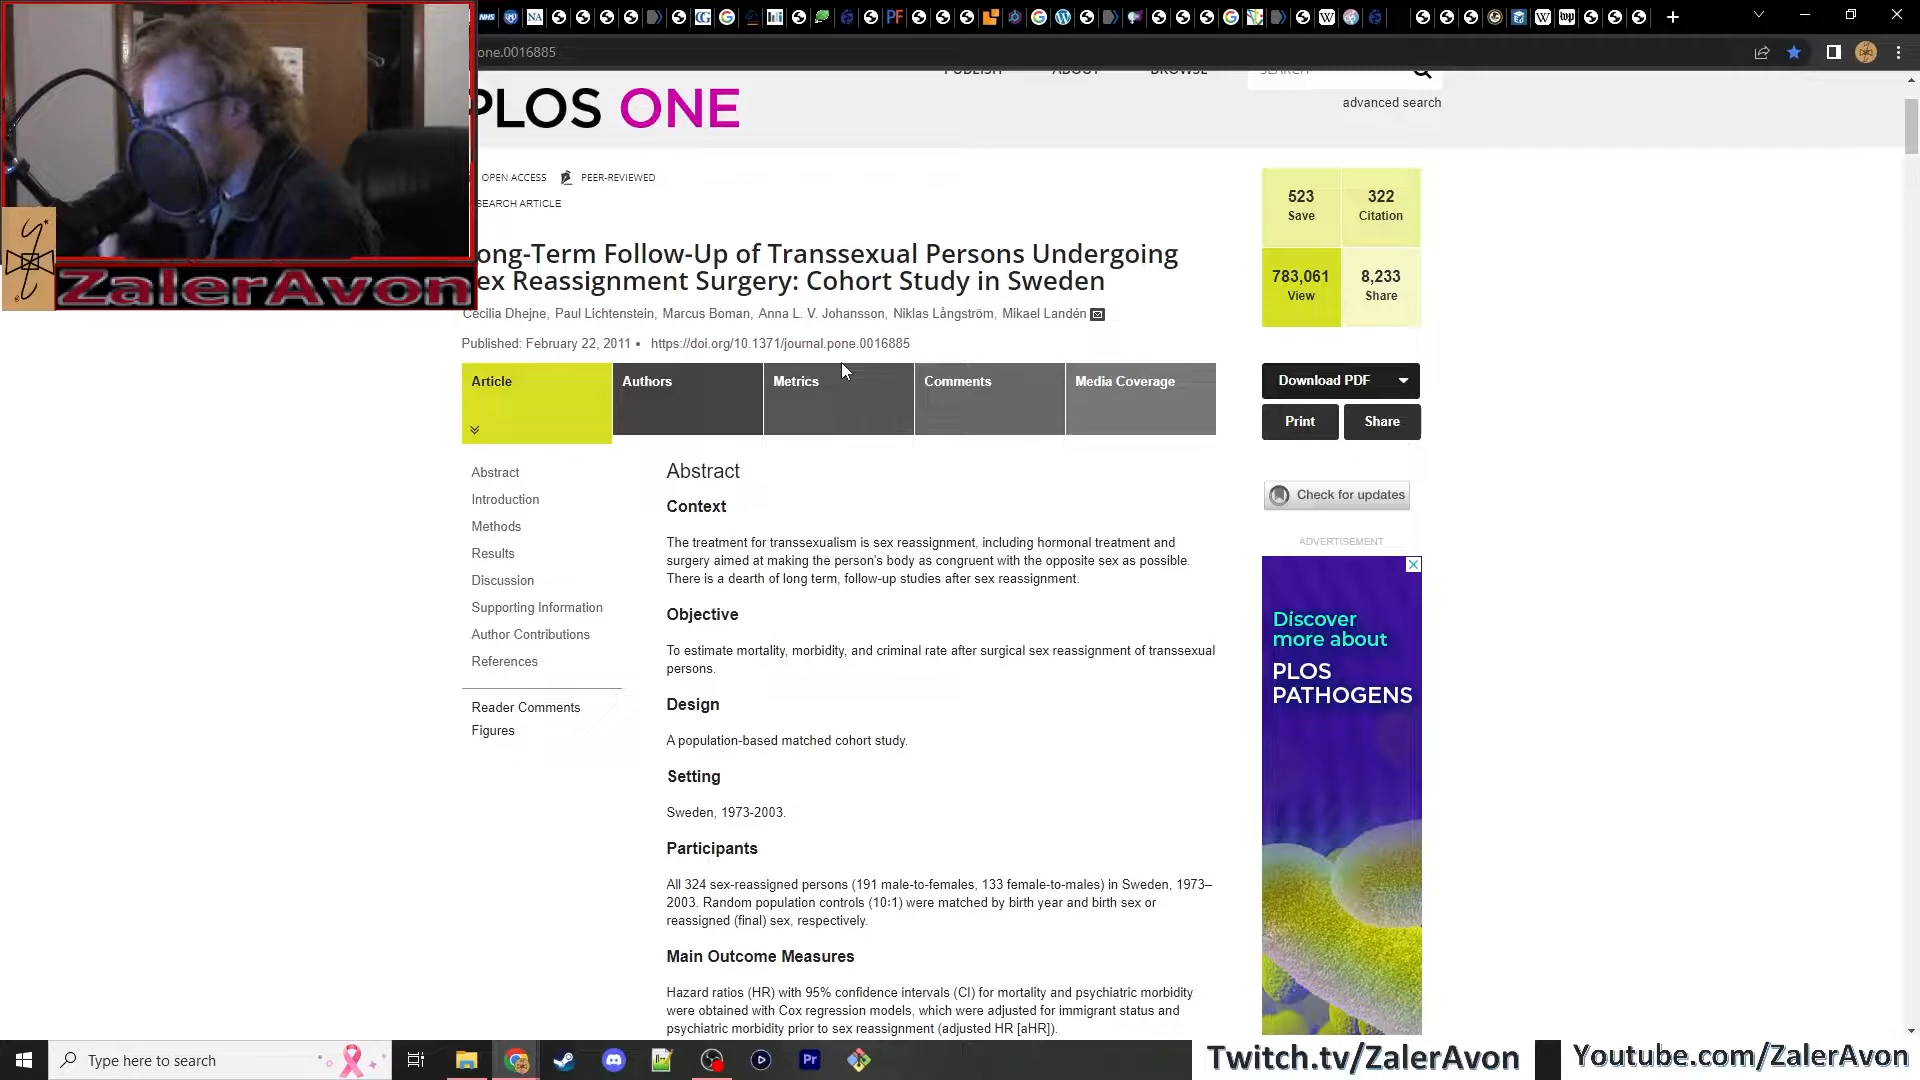 one.0016885
PUBLISH ABOUT BROWSE SEARCH
advanced search
PLOS ONE
OPEN ACCESS PEER-REVIEWED
SEARCH ARTICLE
ong-Term Follow-Up of Transsexual Persons Undergoing
ex Reassignment Surgery: Cohort Study in Sweden
Cecilia Dhejne, Paul Lichtenstein, Marcus Boman, Anna L. V. Johansson, Niklas Långström, Mikael Landén
Published: February 22, 2011 • https://doi.org/10.1371/journal.pone.0016885
523
Save
322
Citation
783,061
View
8,233
Share
ZalerAvon
Article
Authors
Metrics
Comments
Media Coverage
Download PDF
Print
Share
Check for updates
Abstract
Introduction
Methods
Results
Discussion
Supporting Information
Author Contributions
References
Reader Comments
Figures
Abstract
Context
The treatment for transsexualism is sex reassignment, including hormonal treatment and
surgery aimed at making the person's body as congruent with the opposite sex as possible.
There is a dearth of long term, follow-up studies after sex reassignment.
Objective
To estimate mortality, morbidity, and criminal rate after surgical sex reassignment of transsexual
persons.
Design
A population-based matched cohort study.
Setting
Sweden, 1973-2003.
Participants
All 324 sex-reassigned persons (191 male-to-females, 133 female-to-males) in Sweden, 1973–
2003. Random population controls (10:1) were matched by birth year and birth sex or
reassigned (final) sex, respectively.
Main Outcome Measures
Hazard ratios (HR) with 95% confidence intervals (CI) for mortality and psychiatric morbidity
were obtained with Cox regression models, which were adjusted for immigrant status and
psychiatric morbidity prior to sex reassignment (adjusted HR [aHR]).
ADVERTISEMENT
Discover
more about
PLOS
PATHOGENS
Type here to search
Twitch.tv/ZalerAvon
Youtube.com/ZalerAvon